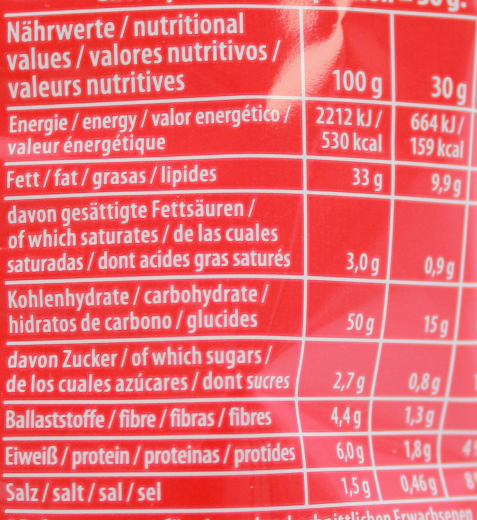 Nährwerte / nutritional
values / valores nutritivos /
valeurs nutritives 100 g 30 g
Energie / energy / valor energético / 2212 kJ / 664 kJ /
valeur énergétique 530 kcal 159 kcal
Fett / fat / grasas / lipides 33 g 9,9 g
davon gesättigte Fettsäuren /
of which saturates / de las cuales
saturadas / dont acides gras saturés 3,0 g 0,9 g
Kohlenhydrate / carbohydrate /
hidratos de carbono / glucides 50 g 15 g
davon Zucker / of which sugars /
de los cuales azúcares / dont sucres 2,7 g 0,8 g
Ballaststoffe / fibre / fibras / fibres 4,4 g 1,3 g
Eiweiß / protein / proteinas / protides 6,0 g 1,8 g 4
Salz / salt / sal / sel 1,5 g 0,46 g 8
Erwachsenen